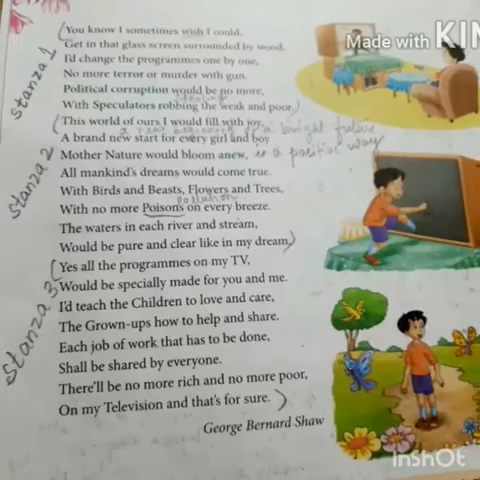 Made with KIN
Stanza 1
You know I sometimes wish I could,
Get in that glass screen surrounded by wood.
I'd change the programmes one by one,
No more terror or murder with gun.
Political corruption would be no more,
With Speculators robbing the weak and poor.
This world of ours I would fill with joy,
a new beginning a bright future
A brand new start for every girl and boy
Stanza 2
Mother Nature would bloom anew, a positive way
All mankind's dreams would come true.
With Birds and Beasts, Flowers and Trees,
pollution
With no more Poisons on every breeze.
The waters in each river and stream,
Would be pure and clear like in my dream,
Yes all the programmes on my TV,
Stanza 3
Would be specially made for you and me.
I'd teach the Children to love and care,
The Grown-ups how to help and share.
Each job of work that has to be done,
Shall be shared by everyone.
There'll be no more rich and no more poor,
On my Television and that's for sure.
George Bernard Shaw
InShOt